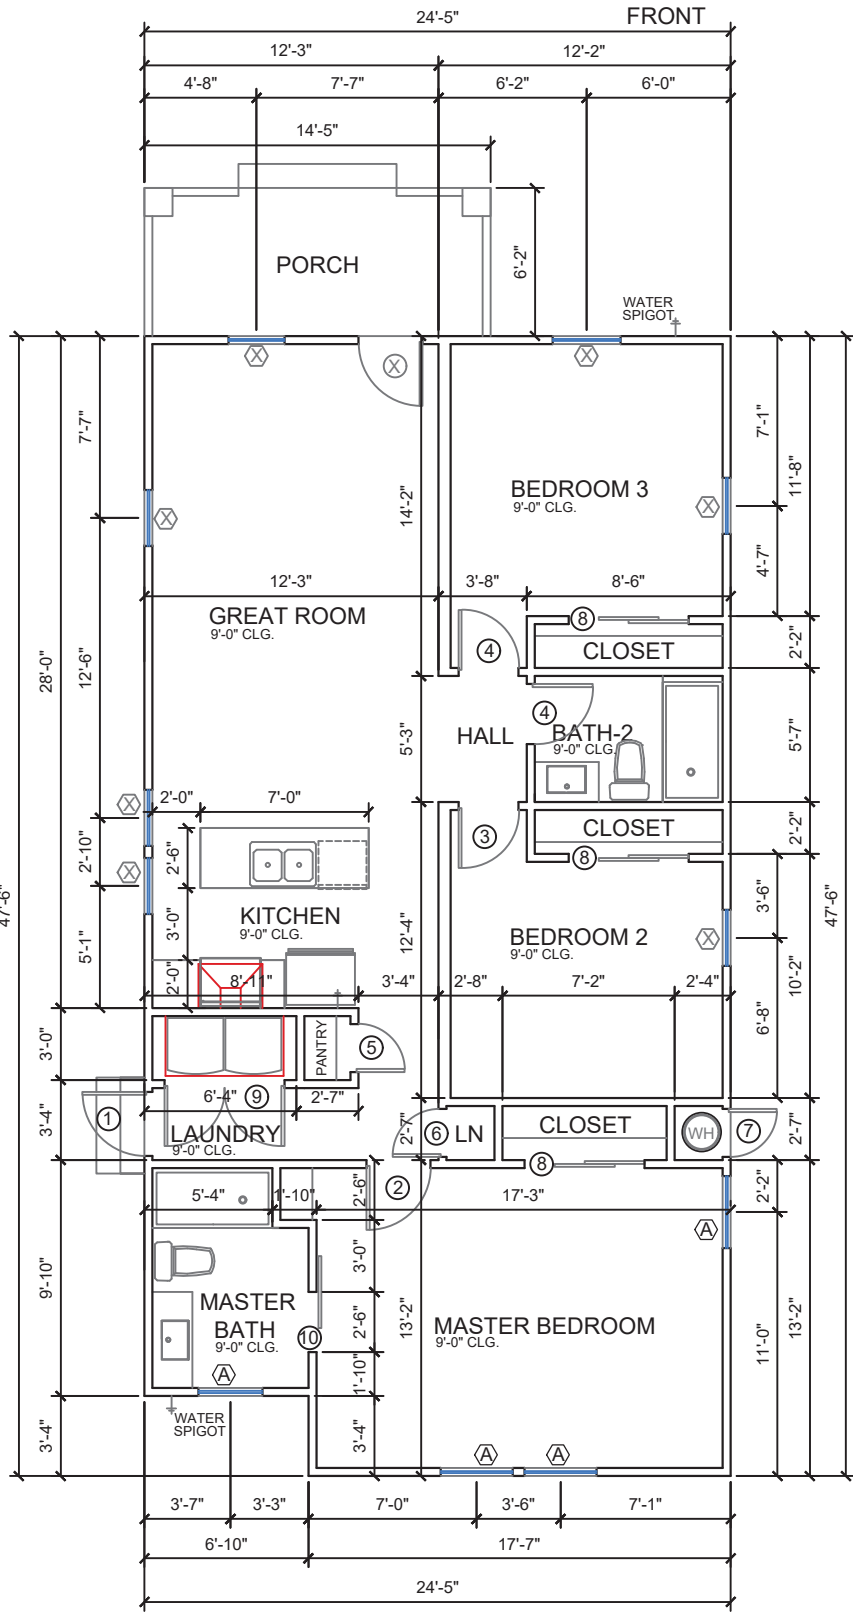 24'-5"
FRONT
12'-3"
12'-2"
4'-8"
7'-7"
6'-2"
6'-0"
14'-5"
PORCH
6'-2"
WATER
SPIGOT
X
X
X
7'-7"
7'-1"
11'-8"
14'-2"
BEDROOM 3
9'-0" CLG.
X
X
4'-7"
12'-3"
3'-8"
8'-6"
GREAT ROOM
9'-0" CLG.
8
CLOSET
2'-2"
28'-0"
12'-6"
4
4
HALL
BATH-2
9'-0" CLG.
5'-3"
5'-7"
X
2'-0"
7'-0"
CLOSET
2'-2"
3
8
X
2'-10"
2'-6"
3'-6"
47'-6"
47'-6"
KITCHEN
9'-0" CLG.
3'-0"
12'-4"
BEDROOM 2
9'-0" CLG.
X
5'-1"
10'-2"
2'-0"
8'-11"
3'-4"
2'-8"
7'-2"
2'-4"
6'-8"
3'-0"
PANTRY
5
6'-4"
9
2'-7"
1
3'-4"
LAUNDRY
9'-0" CLG.
2'-7"
6
LN
CLOSET
WH
7
2'-7"
8
2
2'-6"
2'-2"
5'-4"
1'-10"
17'-3"
A
3'-0"
9'-10"
MASTER
BATH
9'-0" CLG.
10
2'-6"
13'-2"
MASTER BEDROOM
9'-0" CLG.
11'-0"
13'-2"
A
1'-10"
WATER
SPIGOT
3'-4"
3'-4"
A
A
3'-7"
3'-3"
7'-0"
3'-6"
7'-1"
6'-10"
17'-7"
24'-5"